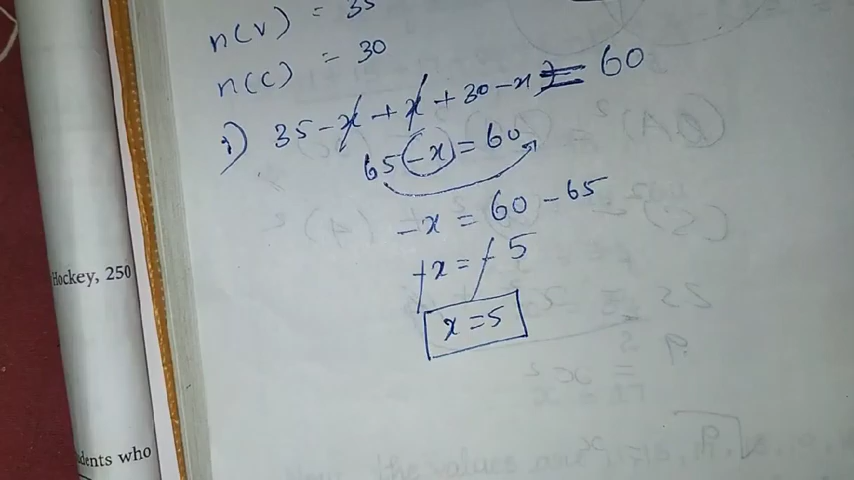 n(V) = 35
n(C) = 30
i) 35 - x + x + 30 - x = 60
65 - x = 60
- x = 60 - 65
+ x = + 5
x = 5
Hockey, 250
dents who